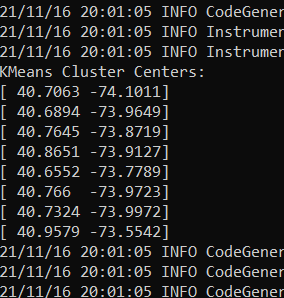 21/11/16 20:01:05 INFO CodeGener
21/11/16 20:01:05 INFO Instrumen
21/11/16 20:01:05 INFO Instrumen
KMeans Cluster Centers:
[ 40.7063 -74.1011]
[ 40.6894 -73.9649]
[ 40.7645 -73.8719]
[ 40.8651 -73.9127]
[ 40.6552 -73.7789]
[ 40.766  -73.9723]
[ 40.7324 -73.9972]
[ 40.9579 -73.5542]
21/11/16 20:01:05 INFO CodeGener
21/11/16 20:01:05 INFO CodeGener
21/11/16 20:01:05 INFO CodeGener